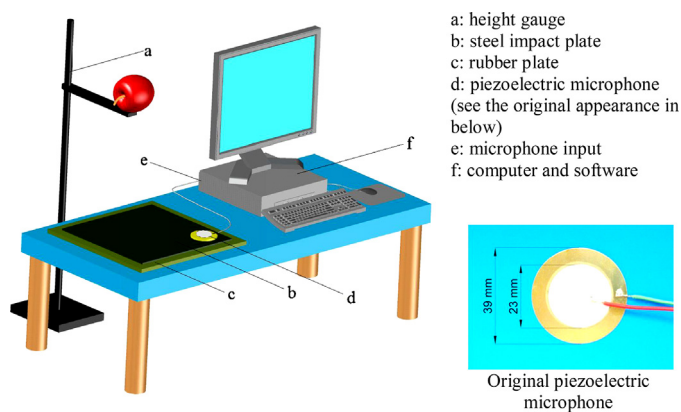 a: height gauge
b: steel impact plate
c: rubber plate
d: piezoelectric microphone
(see the original appearance in
below)
e: microphone input
f: computer and software
a
e
f
c
b
d
39 mm
23 mm
Original piezoelectric
microphone